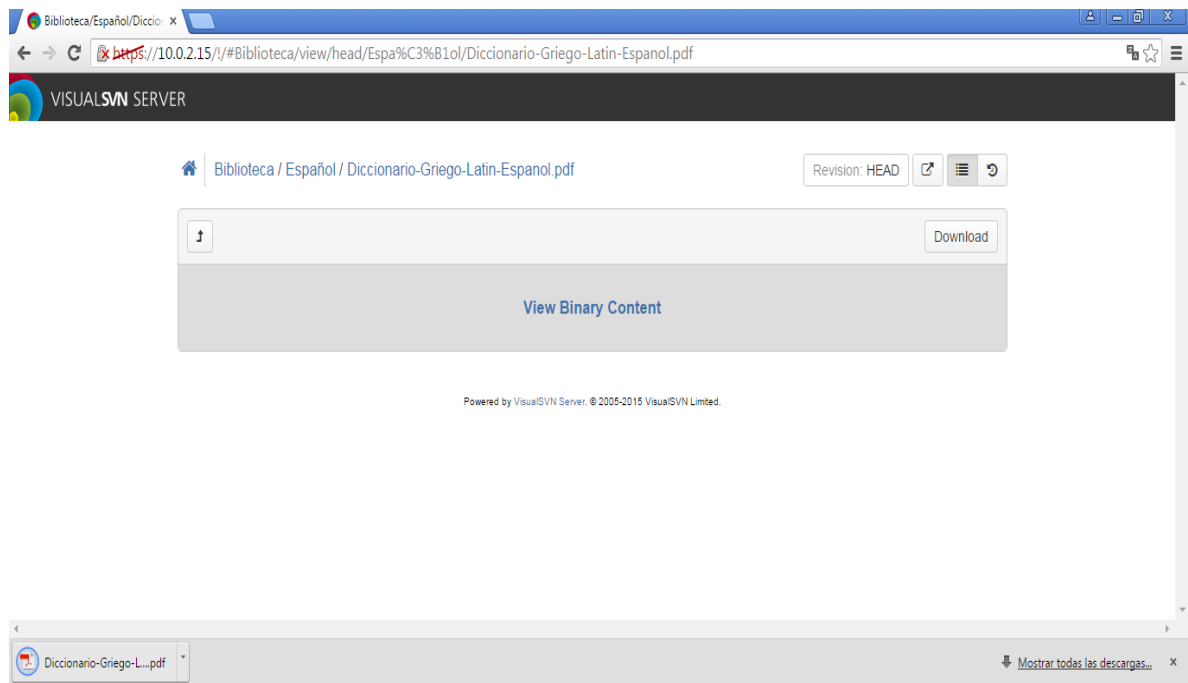 Biblioteca/Español/Diccio
https://10.0.2.15/!/#Biblioteca/view/head/Espa%C3%B1ol/Diccionario-Griego-Latin-Espanol.pdf
VISUALSVN SERVER
Biblioteca / Español / Diccionario-Griego-Latin-Espanol.pdf Revision: HEAD
Download
View Binary Content
Powered by VisualSVN Server. © 2005-2015 VisualSVN Limited.
Diccionario-Griego-L....pdf Mostrar todas las descargas...